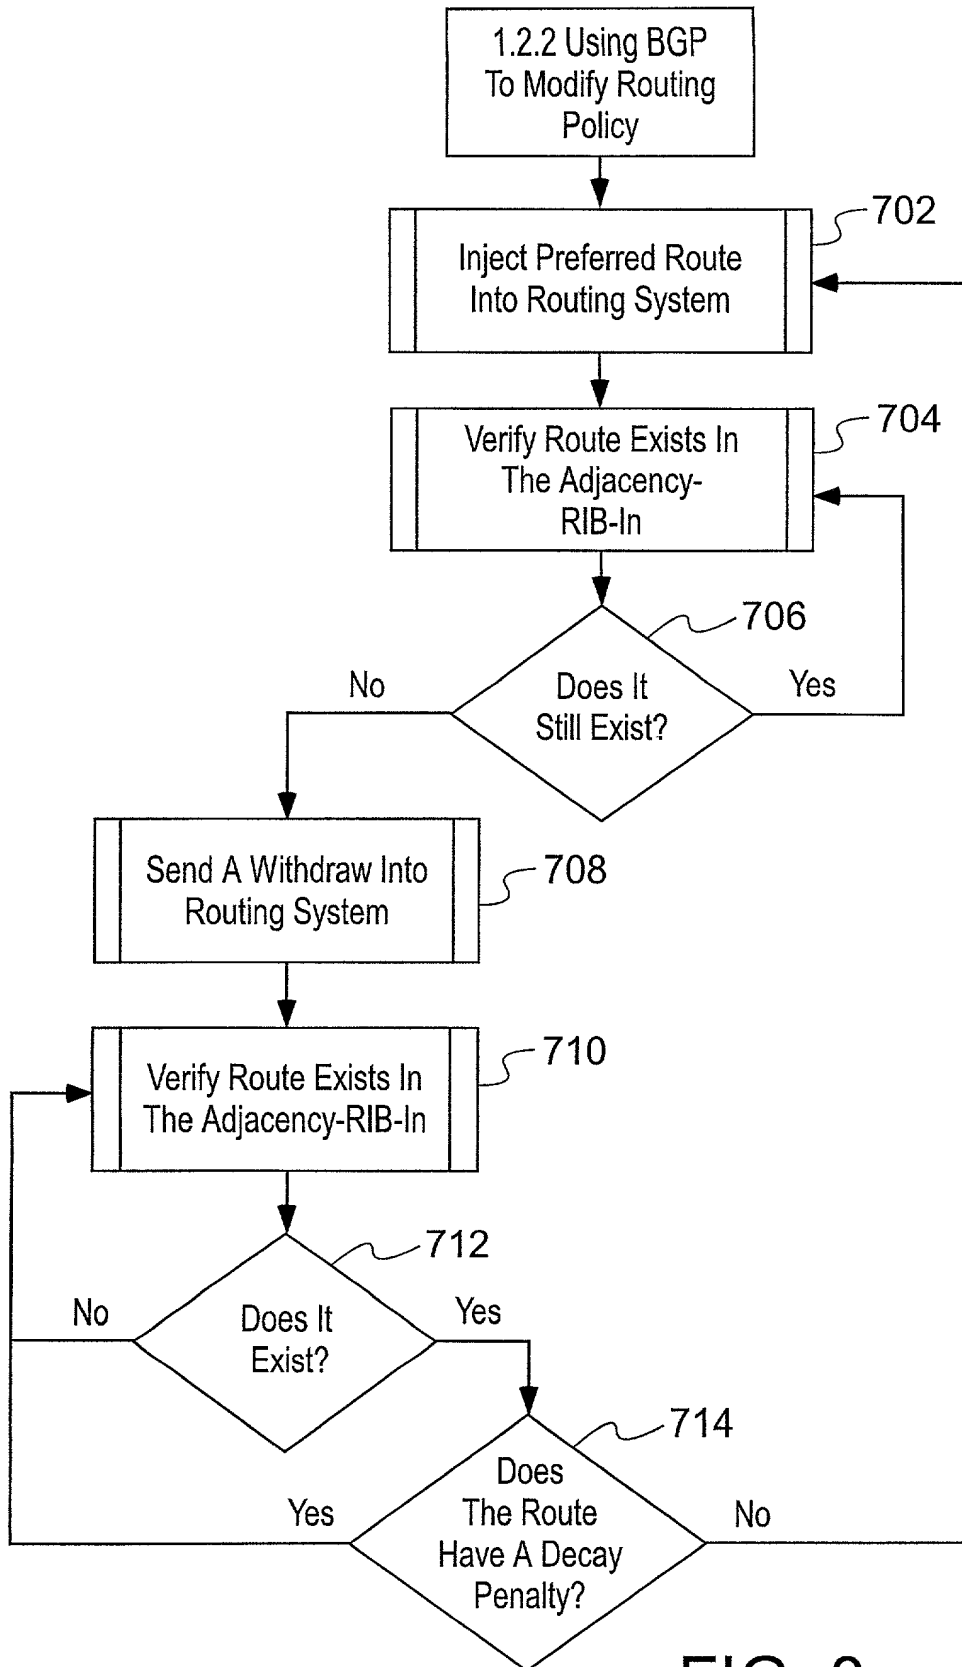 1.2.2 Using BGP
To Modify Routing
Policy
702
Inject Preferred Route
Into Routing System
704
Verify Route Exists In
The Adjacency-
RIB-In
706
No
Does It
Still Exist?
Yes
Send A Withdraw Into
Routing System
708
710
Verify Route Exists In
The Adjacency-RIB-In
712
No
Does It
Exist?
Yes
714
Yes
Does
The Route
Have A Decay
Penalty?
No